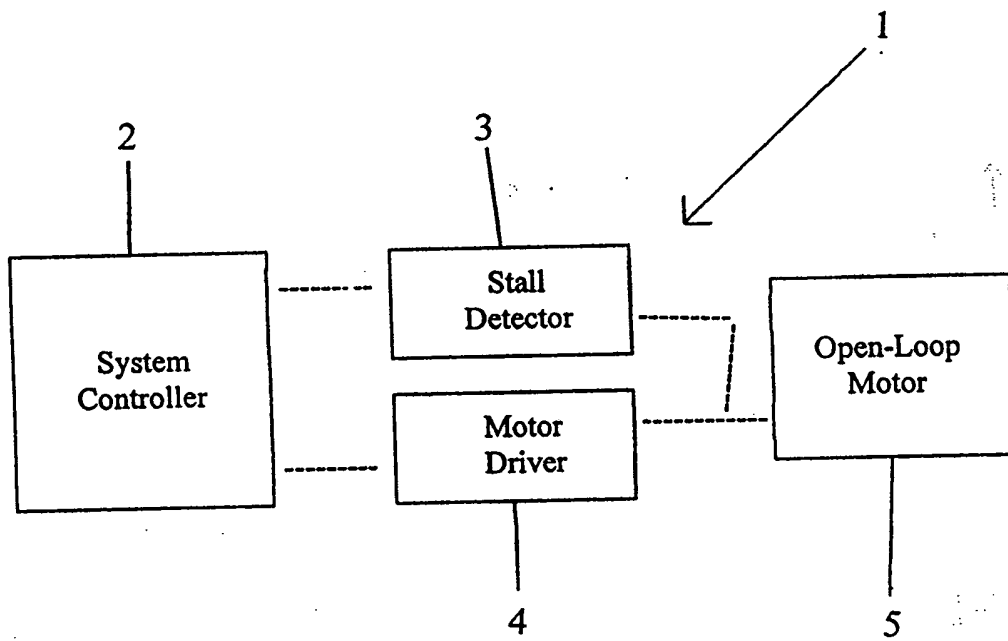 1
2
3
Stall
Detector
System
Controller
Open-Loop
Motor
Motor
Driver
4
5